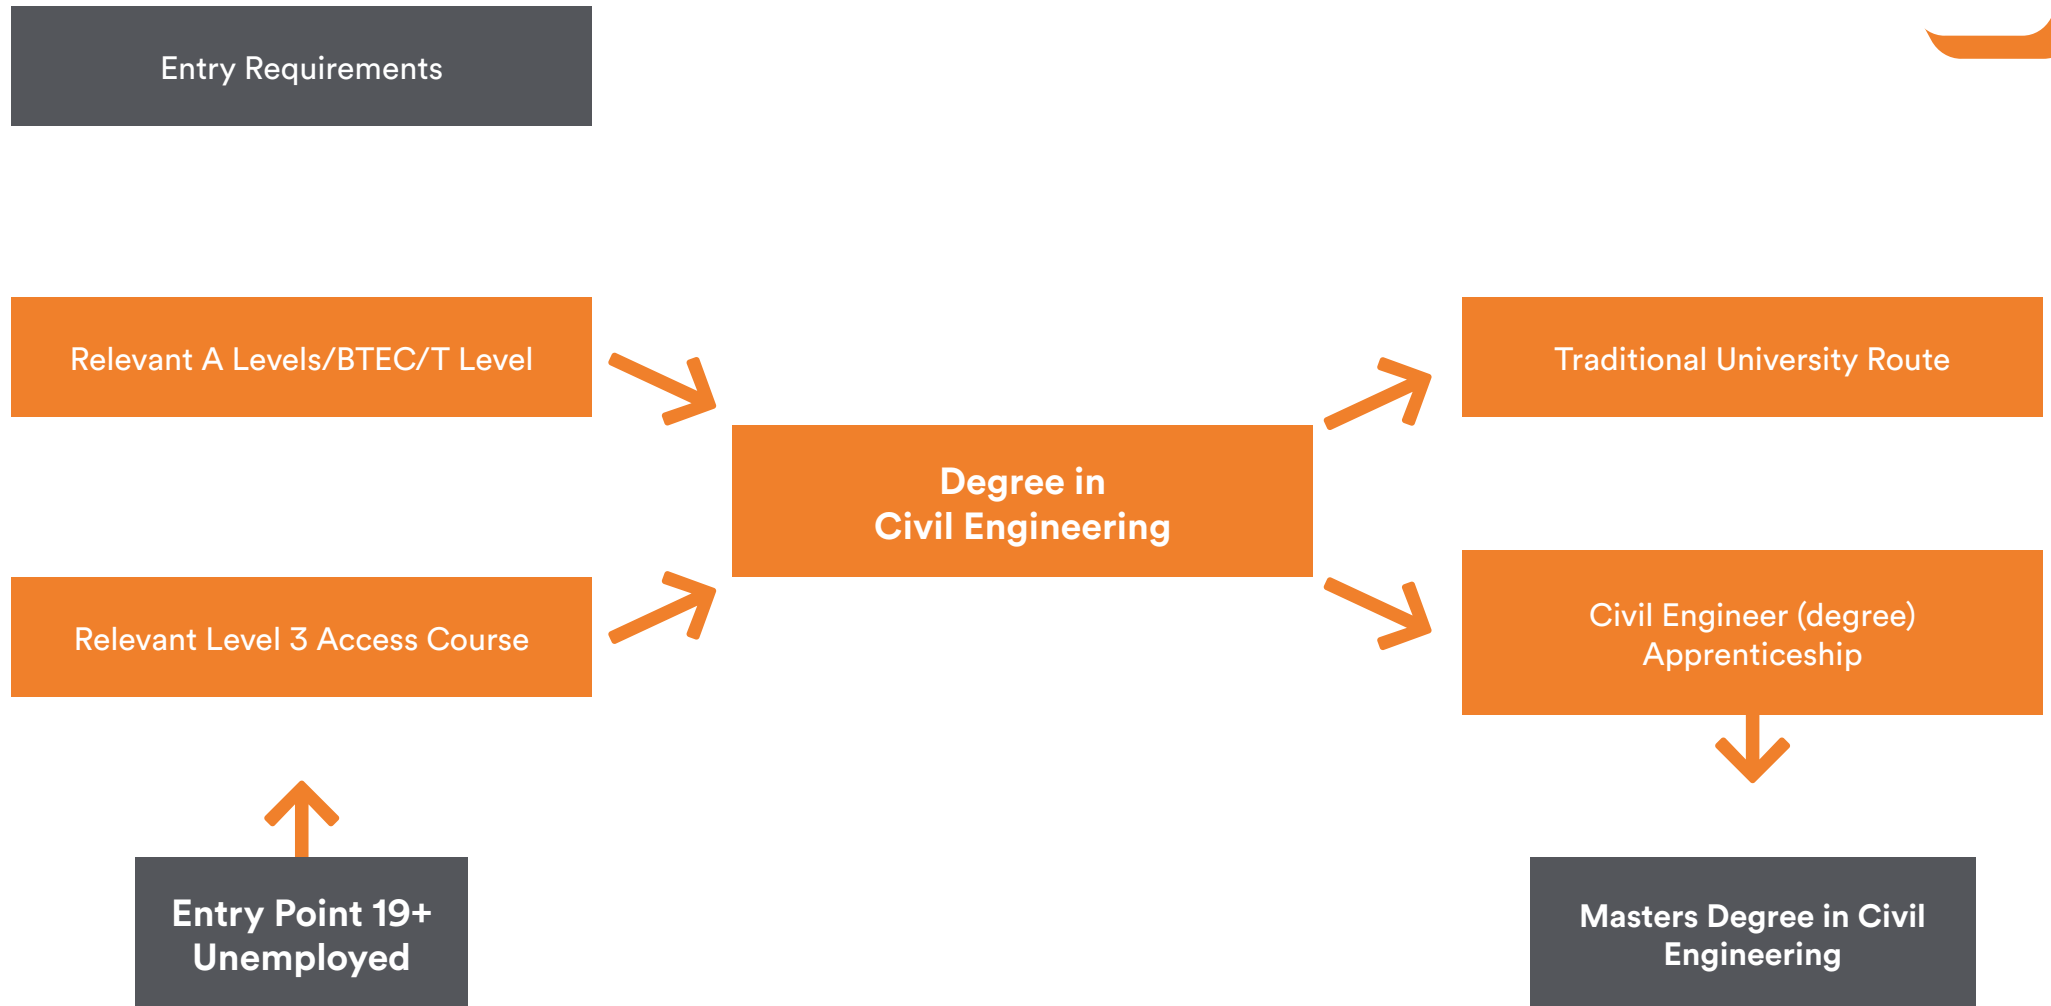 Entry Requirements
Relevant A Levels/BTEC/T Level
Relevant Level 3 Access Course
Entry Point 19+
Unemployed
Degree in
Civil Engineering
Traditional University Route
Civil Engineer (degree)
Apprenticeship
Masters Degree in Civil
Engineering